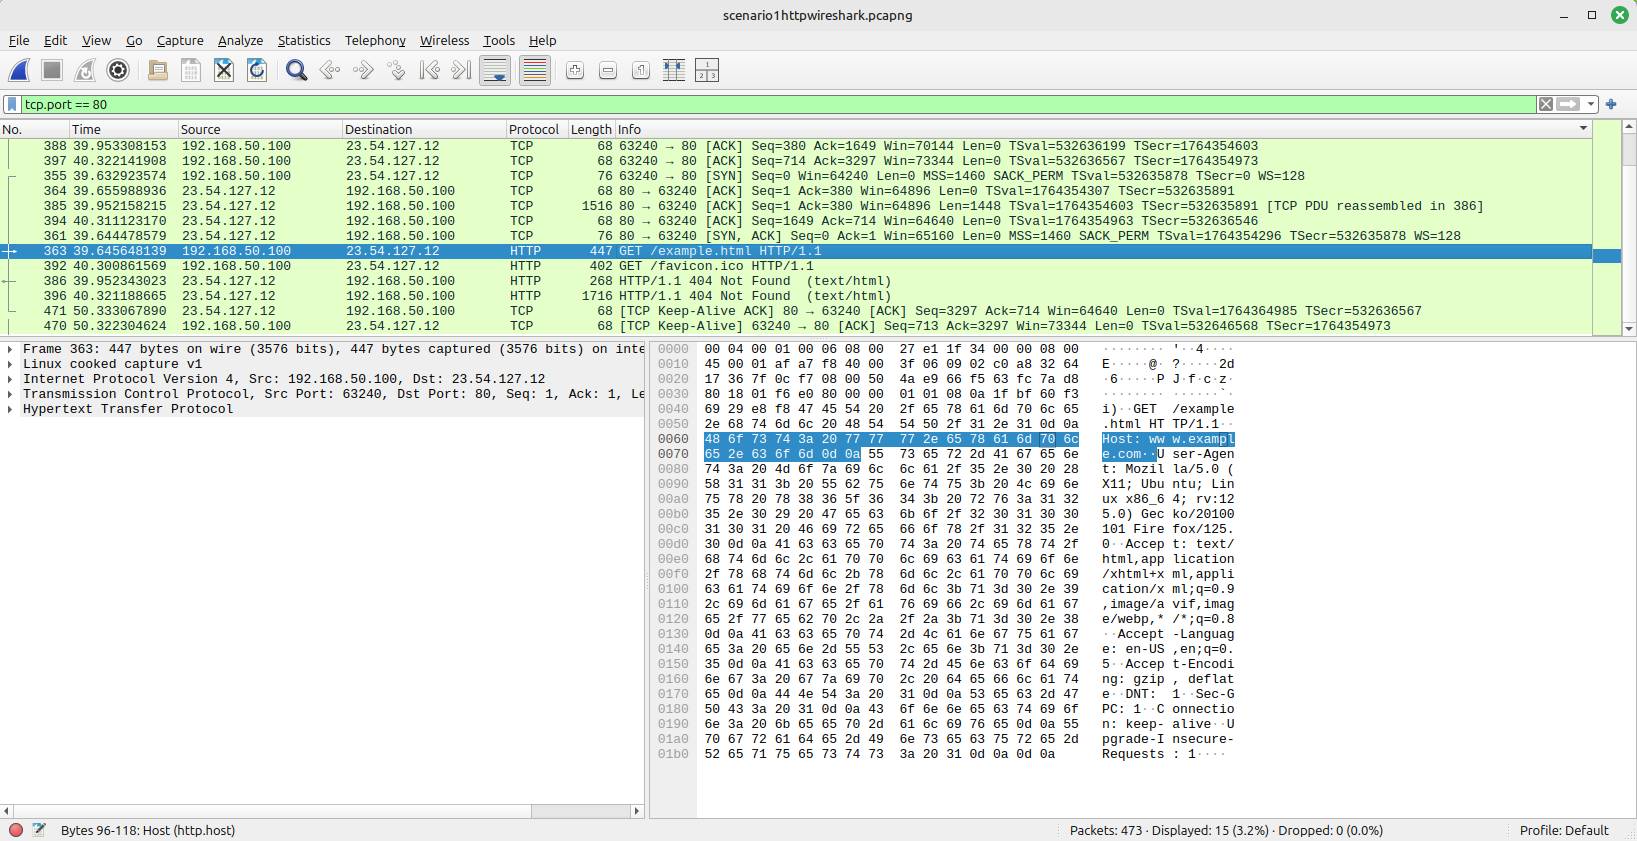 scenario1httpwireshark.pcapng
File Edit View Go Capture Analyze Statistics Telephony Wireless Tools Help
tcp.port == 80
No. Time Source Destination Protocol Length Info
388 39.953308153 192.168.50.100 23.54.127.12 TCP 68 63240 → 80 [ACK] Seq=380 Ack=1649 Win=70144 Len=0 TSval=532636199 TSecr=1764354603
397 40.322141908 192.168.50.100 23.54.127.12 TCP 68 63240 → 80 [ACK] Seq=714 Ack=3297 Win=73344 Len=0 TSval=532636567 TSecr=1764354973
355 39.632923574 192.168.50.100 23.54.127.12 TCP 76 63240 → 80 [SYN] Seq=0 Win=64240 Len=0 MSS=1460 SACK_PERM TSval=532635878 TSecr=0 WS=128
364 39.655988936 23.54.127.12 192.168.50.100 TCP 68 80 → 63240 [ACK] Seq=1 Ack=380 Win=64896 Len=0 TSval=1764354307 TSecr=532635891
385 39.952158215 23.54.127.12 192.168.50.100 TCP 1516 80 → 63240 [ACK] Seq=1 Ack=380 Win=64896 Len=1448 TSval=1764354603 TSecr=532635891 [TCP PDU reassembled in 386]
394 40.311123170 23.54.127.12 192.168.50.100 TCP 68 80 → 63240 [ACK] Seq=1649 Ack=714 Win=64640 Len=0 TSval=1764354963 TSecr=532636546
361 39.644478579 23.54.127.12 192.168.50.100 TCP 76 80 → 63240 [SYN, ACK] Seq=0 Ack=1 Win=65160 Len=0 MSS=1460 SACK_PERM TSval=1764354296 TSecr=532635878 WS=128
363 39.645648139 192.168.50.100 23.54.127.12 HTTP 447 GET /example.html HTTP/1.1
392 40.300861569 192.168.50.100 23.54.127.12 HTTP 402 GET /favicon.ico HTTP/1.1
386 39.952343023 23.54.127.12 192.168.50.100 HTTP 268 HTTP/1.1 404 Not Found (text/html)
396 40.321188665 23.54.127.12 192.168.50.100 HTTP 1716 HTTP/1.1 404 Not Found (text/html)
471 50.333067890 23.54.127.12 192.168.50.100 TCP 68 [TCP Keep-Alive ACK] 80 → 63240 [ACK] Seq=3297 Ack=714 Win=64640 Len=0 TSval=1764364985 TSecr=532636567
470 50.322304624 192.168.50.100 23.54.127.12 TCP 68 [TCP Keep-Alive] 63240 → 80 [ACK] Seq=713 Ack=3297 Win=73344 Len=0 TSval=532646568 TSecr=1764354973
Frame 363: 447 bytes on wire (3576 bits), 447 bytes captured (3576 bits) on inte
Linux cooked capture v1
Internet Protocol Version 4, Src: 192.168.50.100, Dst: 23.54.127.12
Transmission Control Protocol, Src Port: 63240, Dst Port: 80, Seq: 1, Ack: 1, Le
Hypertext Transfer Protocol
0000 00 04 00 01 00 06 08 00 27 e1 1f 34 00 00 08 00 ········ '··4····
0010 45 00 01 af a7 f8 40 00 3f 06 09 02 c0 a8 32 64 E·····@· ?·····2d
0020 17 36 7f 0c f7 08 00 50 4a e9 66 f5 63 fc 7a d8 ·6·····P J·f·c·z·
0030 80 18 01 f6 e0 80 00 00 01 01 08 0a 1f bf 60 f3 ········ ······`·
0040 69 29 e8 f8 47 45 54 20 2f 65 78 61 6d 70 6c 65 i)··GET /example
0050 2e 68 74 6d 6c 20 48 54 54 50 2f 31 2e 31 0d 0a .html HT TP/1.1··
0060 48 6f 73 74 3a 20 77 77 77 2e 65 78 61 6d 70 6c Host: ww w.exampl
0070 65 2e 63 6f 6d 0d 0a 55 73 65 72 2d 41 67 65 6e e.com··U ser-Agen
0080 74 3a 20 4d 6f 7a 69 6c 6c 61 2f 35 2e 30 20 28 t: Mozil la/5.0 (
0090 58 31 31 3b 20 55 62 75 6e 74 75 3b 20 4c 69 6e X11; Ubu ntu; Lin
00a0 75 78 20 78 38 36 5f 36 34 3b 20 72 76 3a 31 32 ux x86_6 4; rv:12
00b0 35 2e 30 29 20 47 65 63 6b 6f 2f 32 30 31 30 30 5.0) Gec ko/20100
00c0 31 30 31 20 46 69 72 65 66 6f 78 2f 31 32 35 2e 101 Fire fox/125.
00d0 30 0d 0a 41 63 63 65 70 74 3a 20 74 65 78 74 2f 0··Accep t: text/
00e0 68 74 6d 6c 2c 61 70 70 6c 69 63 61 74 69 6f 6e html,app lication
00f0 2f 78 68 74 6d 6c 2b 78 6d 6c 2c 61 70 70 6c 69 /xhtml+x ml,appli
0100 63 61 74 69 6f 6e 2f 78 6d 6c 3b 71 3d 30 2e 39 cation/x ml;q=0.9
0110 2c 69 6d 61 67 65 2f 61 76 69 66 2c 69 6d 61 67 ,image/a vif,imag
0120 65 2f 77 65 62 70 2c 2a 2f 2a 3b 71 3d 30 2e 38 e/webp,* /*;q=0.8
0130 0d 0a 41 63 63 65 70 74 2d 4c 61 6e 67 75 61 67 ··Accept -Languag
0140 65 3a 20 65 6e 2d 55 53 2c 65 6e 3b 71 3d 30 2e e: en-US ,en;q=0.
0150 35 0d 0a 41 63 63 65 70 74 2d 45 6e 63 6f 64 69 5··Accep t-Encodi
0160 6e 67 3a 20 67 7a 69 70 2c 20 64 65 66 6c 61 74 ng: gzip , deflat
0170 65 0d 0a 44 4e 54 3a 20 31 0d 0a 53 65 63 2d 47 e··DNT: 1··Sec-G
0180 50 43 3a 20 31 0d 0a 43 6f 6e 6e 65 63 74 69 6f PC: 1··C onnectio
0190 6e 3a 20 6b 65 65 70 2d 61 6c 69 76 65 0d 0a 55 n: keep- alive··U
01a0 70 67 72 61 64 65 2d 49 6e 73 65 63 75 72 65 2d pgrade-I nsecure-
01b0 52 65 71 75 65 73 74 73 3a 20 31 0d 0a 0d 0a Requests : 1····
Bytes 96-118: Host (http.host) Packets: 473 · Displayed: 15 (3.2%) · Dropped: 0 (0.0%) Profile: Default